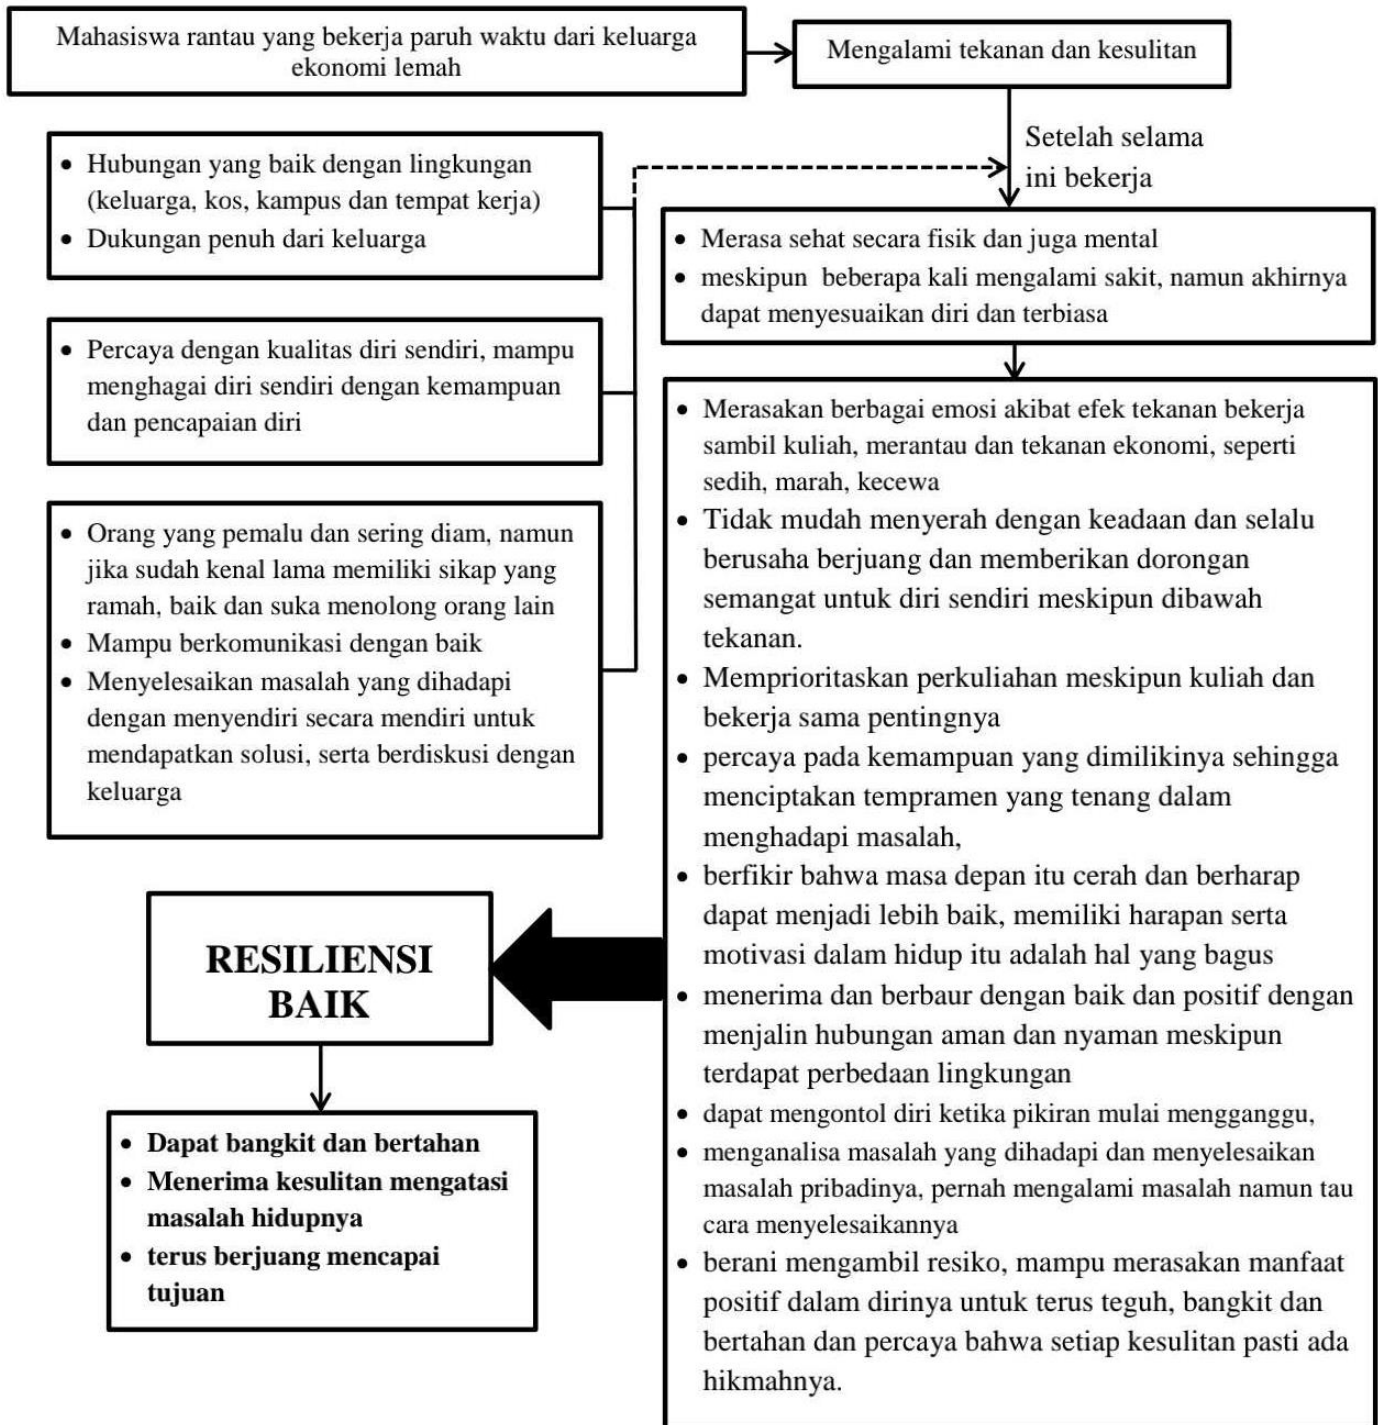 Mahasiswa rantau yang bekerja paruh waktu dari keluarga
ekonomi lemah
Mengalami tekanan dan kesulitan
Setelah selama
ini bekerja
• Hubungan yang baik dengan lingkungan
(keluarga, kos, kampus dan tempat kerja)
• Dukungan penuh dari keluarga
• Merasa sehat secara fisik dan juga mental
• meskipun beberapa kali mengalami sakit, namun akhirnya
dapat menyesuaikan diri dan terbiasa
• Percaya dengan kualitas diri sendiri, mampu
menghagai diri sendiri dengan kemampuan
dan pencapaian diri
• Orang yang pemalu dan sering diam, namun
jika sudah kenal lama memiliki sikap yang
ramah, baik dan suka menolong orang lain
• Mampu berkomunikasi dengan baik
• Menyelesaikan masalah yang dihadapi
dengan menyendiri secara mendiri untuk
mendapatkan solusi, serta berdiskusi dengan
keluarga
• Merasakan berbagai emosi akibat efek tekanan bekerja
sambil kuliah, merantau dan tekanan ekonomi, seperti
sedih, marah, kecewa
• Tidak mudah menyerah dengan keadaan dan selalu
berusaha berjuang dan memberikan dorongan
semangat untuk diri sendiri meskipun dibawah
tekanan.
• Memprioritaskan perkuliahan meskipun kuliah dan
bekerja sama pentingnya
• percaya pada kemampuan yang dimilikinya sehingga
menciptakan tempramen yang tenang dalam
menghadapi masalah,
• berfikir bahwa masa depan itu cerah dan berharap
dapat menjadi lebih baik, memiliki harapan serta
motivasi dalam hidup itu adalah hal yang bagus
• menerima dan berbaur dengan baik dan positif dengan
menjalin hubungan aman dan nyaman meskipun
terdapat perbedaan lingkungan
• dapat mengontol diri ketika pikiran mulai mengganggu,
• menganalisa masalah yang dihadapi dan menyelesaikan
masalah pribadinya, pernah mengalami masalah namun tau
cara menyelesaikannya
• berani mengambil resiko, mampu merasakan manfaat
positif dalam dirinya untuk terus teguh, bangkit dan
bertahan dan percaya bahwa setiap kesulitan pasti ada
hikmahnya.
RESILIENSI
BAIK
• Dapat bangkit dan bertahan
• Menerima kesulitan mengatasi
masalah hidupnya
• terus berjuang mencapai
tujuan